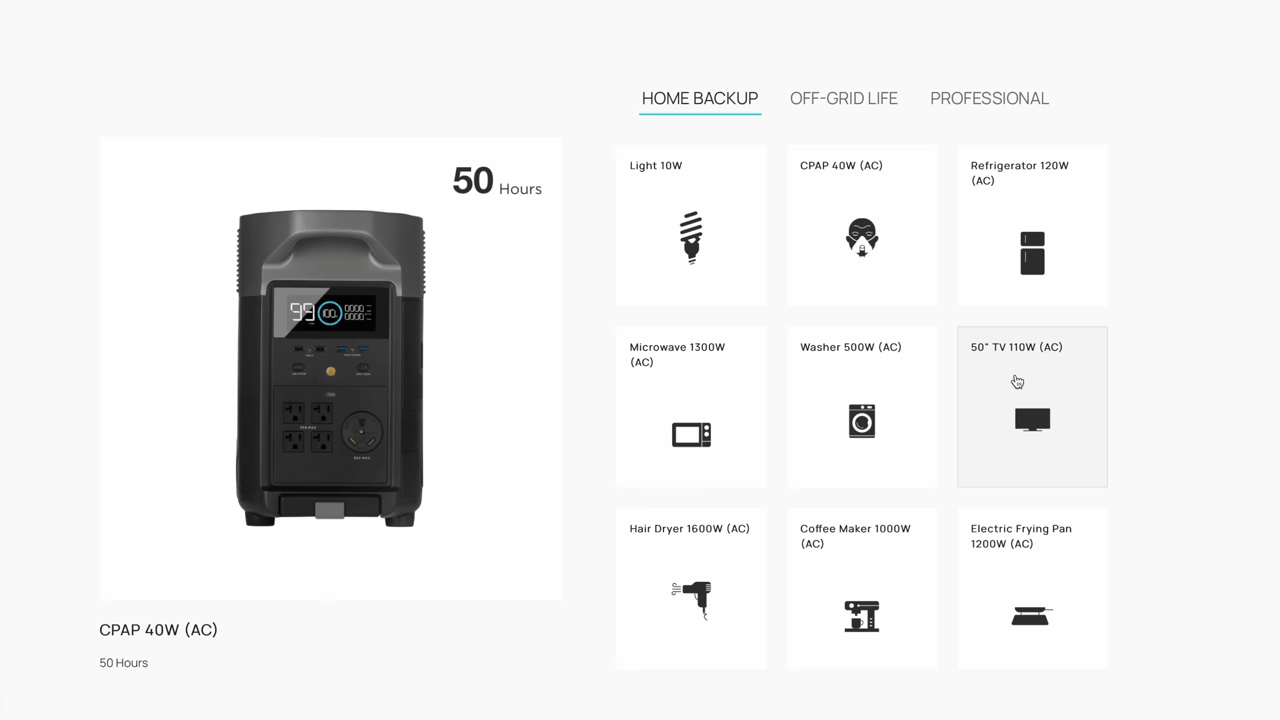 HOME BACKUP OFF-GRID LIFE PROFESSIONAL
50 Hours
99 100%
CPAP 40W (AC)
50 Hours
Light 10W
CPAP 40W (AC)
Refrigerator 120W
(AC)
Microwave 1300W
(AC)
Washer 500W (AC)
50" TV 110W (AC)
Hair Dryer 1600W (AC)
Coffee Maker 1000W
(AC)
Electric Frying Pan
1200W (AC)